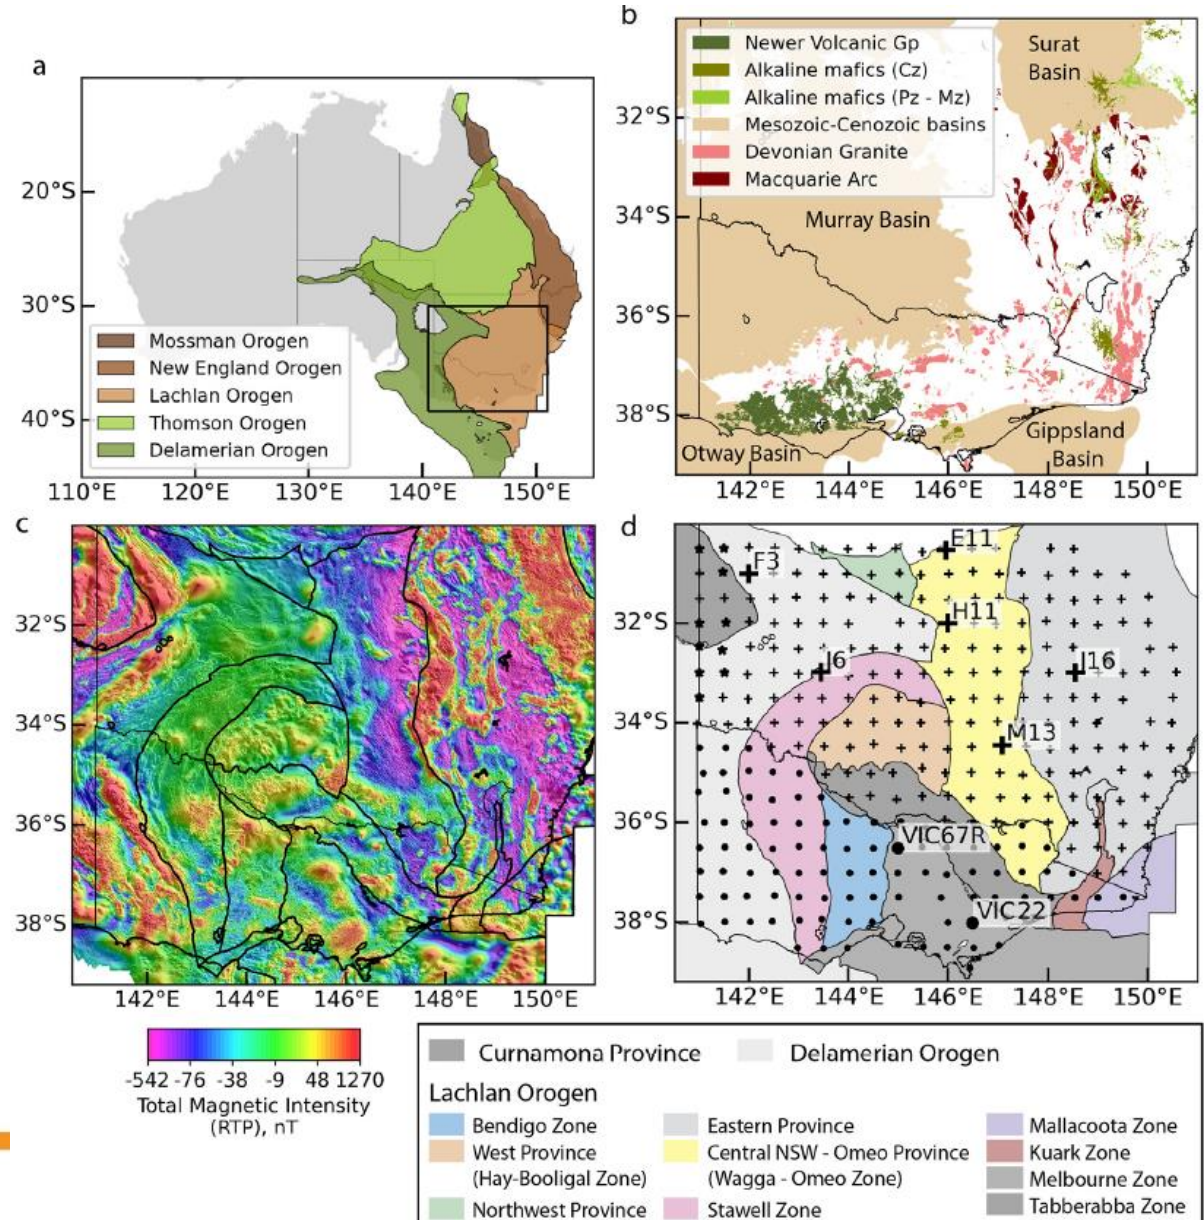 a
20°S
30°S
40°S
Mossman Orogen
New England Orogen
Lachlan Orogen
Thomson Orogen
Delamerian Orogen
110°E 120°E 130°E 140°E 150°E
b
Newer Volcanic Gp
Alkaline mafics (Cz)
Alkaline mafics (Pz - Mz)
Mesozoic-Cenozoic basins
Devonian Granite
Macquarie Arc
Surat
Basin
Murray Basin
Otway Basin
Gippsland
Basin
32°S
34°S
36°S
38°S
142°E 144°E 146°E 148°E 150°E
c
32°S
34°S
36°S
38°S
142°E 144°E 146°E 148°E 150°E
-542 -76 -38 -9 48 1270
Total Magnetic Intensity
(RTP), nT
d
E11
F3
H11
J6
J16
M13
VIC67R
VIC22
32°S
34°S
36°S
38°S
142°E 144°E 146°E 148°E 150°E
Curnamona Province Delamerian Orogen
Lachlan Orogen
Bendigo Zone
West Province
(Hay-Booligal Zone)
Northwest Province
Eastern Province
Central NSW - Omeo Province
(Wagga - Omeo Zone)
Stawell Zone
Mallacoota Zone
Kuark Zone
Melbourne Zone
Tabberabba Zone